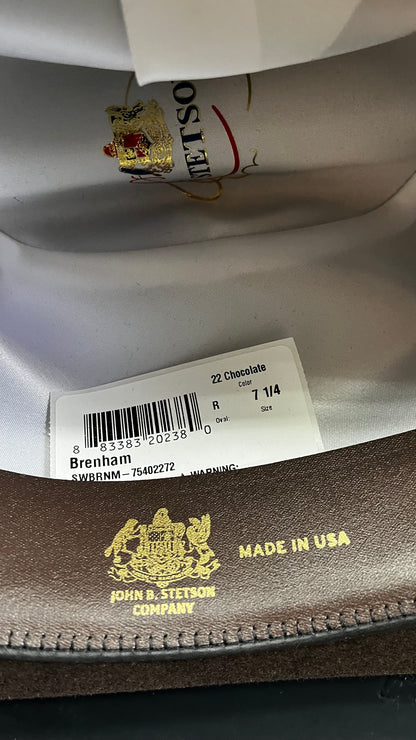 STETSO
22 Chocolate
Color
R 7 1/4
Oval: Size
8 83383 20238 0
Brenham
SWBRNM-75402272
WARNING:
JOHN B. STETSON
COMPANY
MADE IN USA